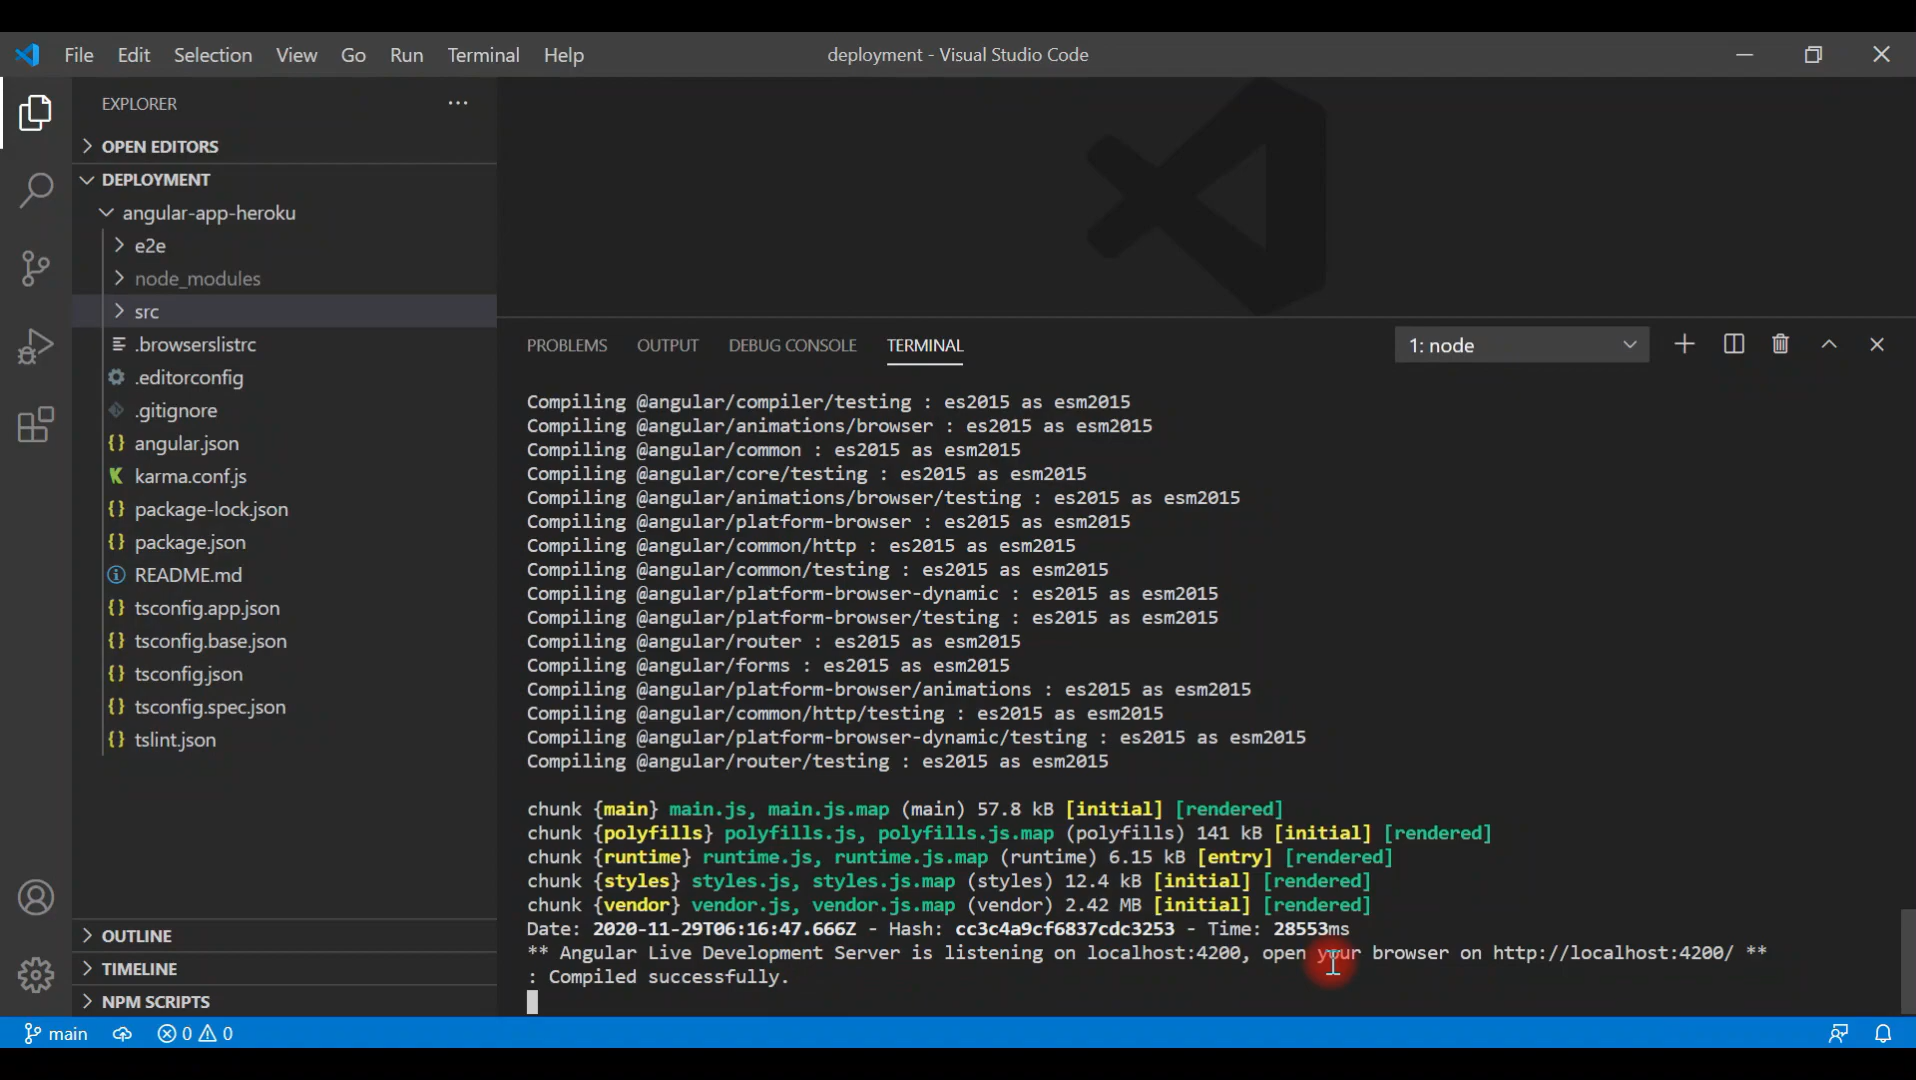 File Edit Selection View Go Run Terminal Help
deployment - Visual Studio Code
EXPLORER
OPEN EDITORS
DEPLOYMENT
angular-app-heroku
e2e
node_modules
src
.browserslistrc
.editorconfig
.gitignore
angular.json
karma.conf.js
package-lock.json
package.json
README.md
tsconfig.app.json
tsconfig.base.json
tsconfig.json
tsconfig.spec.json
tslint.json
OUTLINE
TIMELINE
NPM SCRIPTS
PROBLEMS OUTPUT DEBUG CONSOLE TERMINAL
1: node
Compiling @angular/compiler/testing : es2015 as esm2015
Compiling @angular/animations/browser : es2015 as esm2015
Compiling @angular/common : es2015 as esm2015
Compiling @angular/core/testing : es2015 as esm2015
Compiling @angular/animations/browser/testing : es2015 as esm2015
Compiling @angular/platform-browser : es2015 as esm2015
Compiling @angular/common/http : es2015 as esm2015
Compiling @angular/common/testing : es2015 as esm2015
Compiling @angular/platform-browser-dynamic : es2015 as esm2015
Compiling @angular/platform-browser/testing : es2015 as esm2015
Compiling @angular/router : es2015 as esm2015
Compiling @angular/forms : es2015 as esm2015
Compiling @angular/platform-browser/animations : es2015 as esm2015
Compiling @angular/common/http/testing : es2015 as esm2015
Compiling @angular/platform-browser-dynamic/testing : es2015 as esm2015
Compiling @angular/router/testing : es2015 as esm2015
chunk {main} main.js, main.js.map (main) 57.8 kB [initial] [rendered]
chunk {polyfills} polyfills.js, polyfills.js.map (polyfills) 141 kB [initial] [rendered]
chunk {runtime} runtime.js, runtime.js.map (runtime) 6.15 kB [entry] [rendered]
chunk {styles} styles.js, styles.js.map (styles) 12.4 kB [initial] [rendered]
chunk {vendor} vendor.js, vendor.js.map (vendor) 2.42 MB [initial] [rendered]
Date: 2020-11-29T06:16:47.666Z - Hash: cc3c4a9cf6837cdc3253 - Time: 28553ms
** Angular Live Development Server is listening on localhost:4200, open your browser on http://localhost:4200/ **
: Compiled successfully.
main 0 0